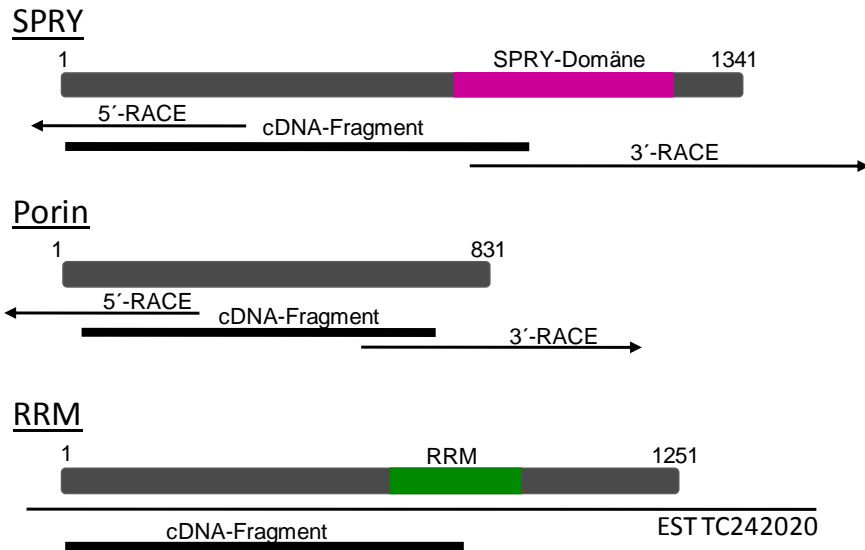 SPRY
1 SPRY-Domäne 1341
5´-RACE
cDNA-Fragment
3´-RACE
Porin
1 831
5´-RACE
cDNA-Fragment
3´-RACE
RRM
1 RRM 1251
EST TC242020
cDNA-Fragment